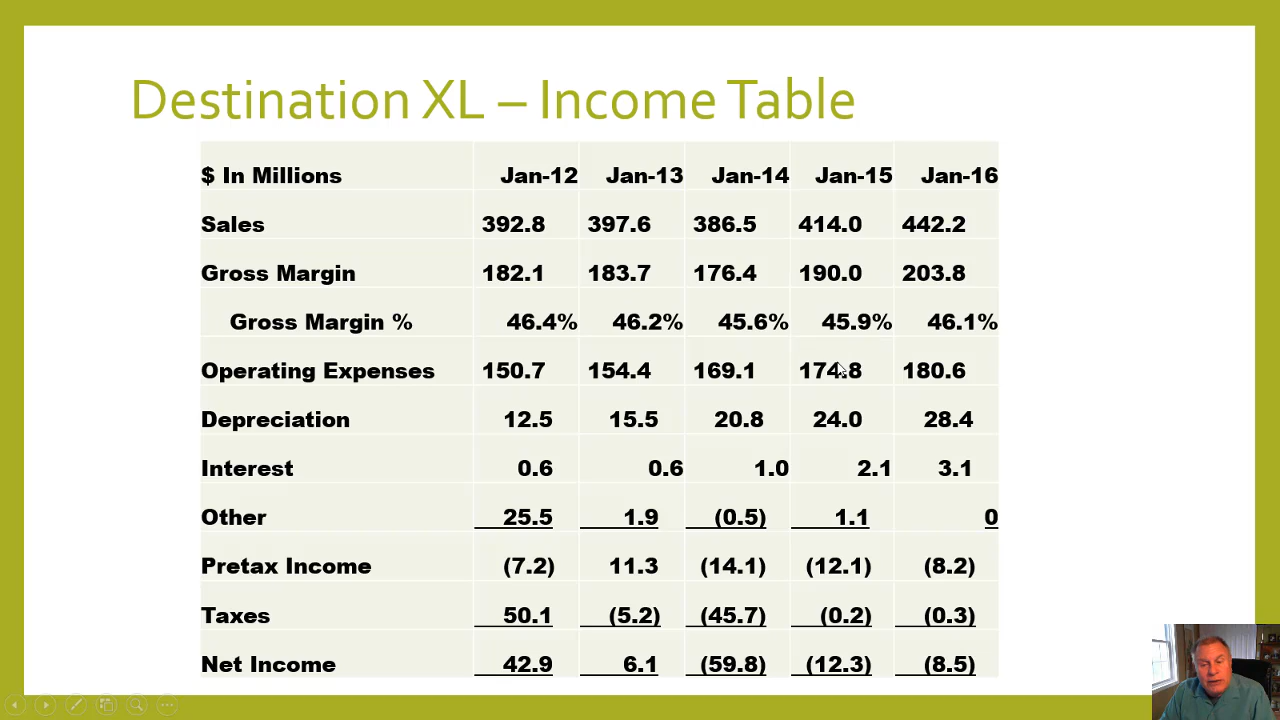 Destination XL – Income Table
$ In Millions Jan-12 Jan-13 Jan-14 Jan-15 Jan-16
Sales 392.8 397.6 386.5 414.0 442.2
Gross Margin 182.1 183.7 176.4 190.0 203.8
Gross Margin % 46.4% 46.2% 45.6% 45.9% 46.1%
Operating Expenses 150.7 154.4 169.1 174.8 180.6
Depreciation 12.5 15.5 20.8 24.0 28.4
Interest 0.6 0.6 1.0 2.1 3.1
Other 25.5 1.9 (0.5) 1.1 0
Pretax Income (7.2) 11.3 (14.1) (12.1) (8.2)
Taxes 50.1 (5.2) (45.7) (0.2) (0.3)
Net Income 42.9 6.1 (59.8) (12.3) (8.5)